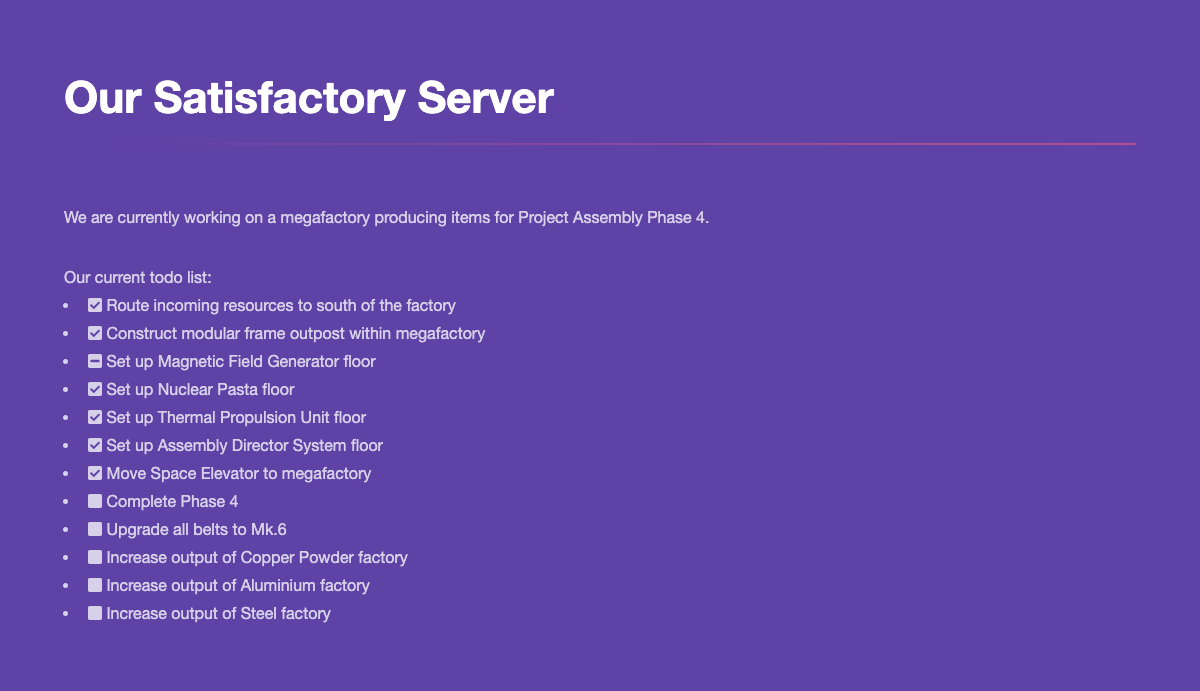 Our Satisfactory Server
We are currently working on a megafactory producing items for Project Assembly Phase 4.
Our current todo list:
Route incoming resources to south of the factory
Construct modular frame outpost within megafactory
Set up Magnetic Field Generator floor
Set up Nuclear Pasta floor
Set up Thermal Propulsion Unit floor
Set up Assembly Director System floor
Move Space Elevator to megafactory
Complete Phase 4
Upgrade all belts to Mk.6
Increase output of Copper Powder factory
Increase output of Aluminium factory
Increase output of Steel factory